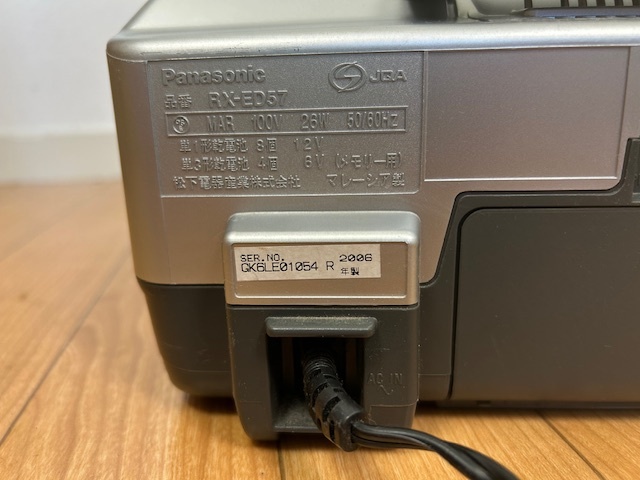 Panasonic JQA
品番 RX-ED57
MAR 100V 26W 50/60Hz
単1形乾電池 8個 12V
単3形乾電池 4個 6V (メモリー用)
松下電器産業株式会社 マレーシア製
SER.NO. 2006
QK6LE01054 R 年製
AC IN